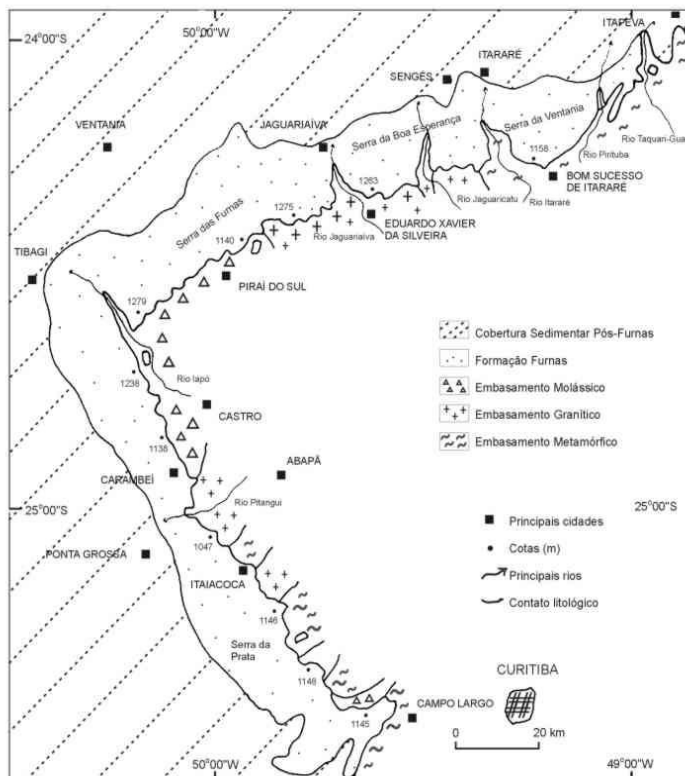 24°00"S
50°00"W
ITAPEVA
ITARARÉ
SENGÉS
VENTANIA
JAGUARIAÍVA
Serra da Boa Esperança
Serra da Ventania
Rio Taquari-Gua
Rio Pirituba
1158
BOM SUCESSO
DE ITARARÉ
Rio Itararé
Rio Jaguaricatu
1263
1275
EDUARDO XAVIER
DA SILVEIRA
Rio Jaguariaiva
Serra das Furnas
1140
TIBAGI
PIRAÍ DO SUL
1279
1238
Rio Iapó
CASTRO
1138
ABAPÃ
CARAMBEÍ
Rio Pitangui
25°00"S
25°00"S
1047
PONTA GROSSA
ITAIACOCA
1146
Serra da
Prata
1148
1145
CAMPO LARGO
CURITIBA
Cobertura Sedimentar Pós-Furnas
Formação Furnas
Embasamento Molássico
Embasamento Granítico
Embasamento Metamórfico
Principais cidades
Cotas (m)
Principais rios
Contato litológico
0 20 km
50°00"W
49°00"W